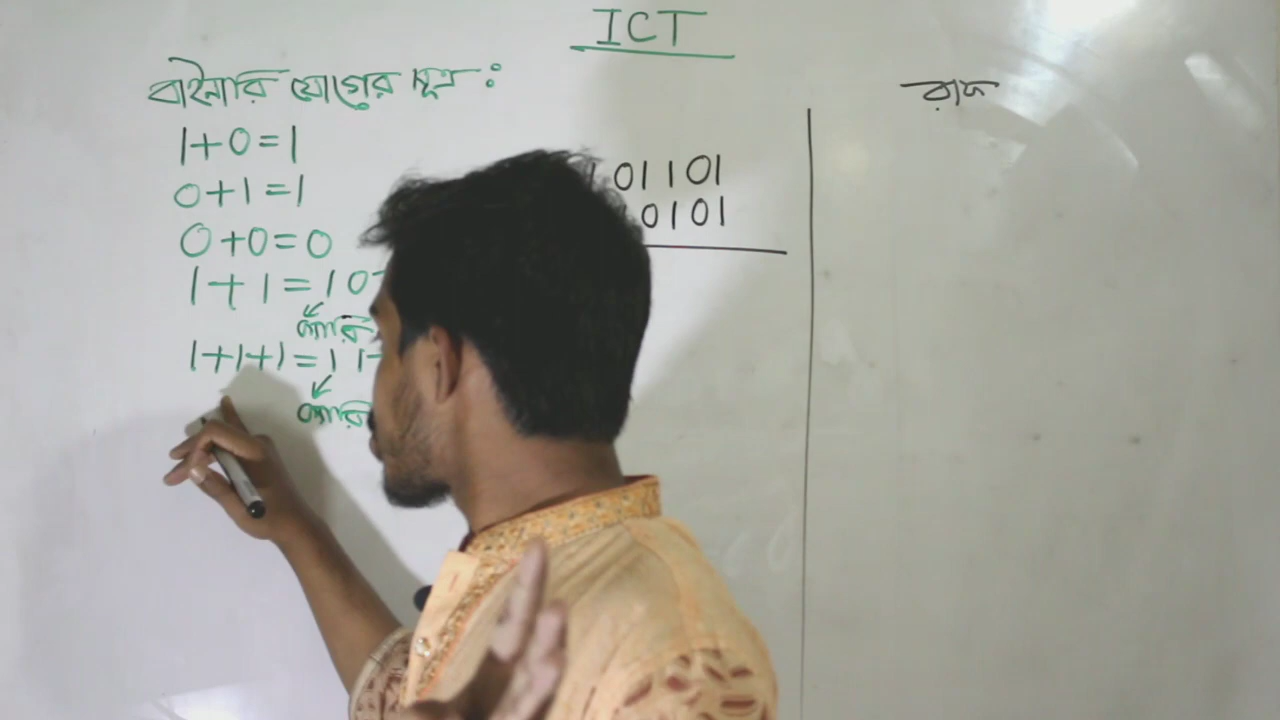 ICT
বাইনারি যোগের সূত্র :
1+0=1
0+1=1
0+0=0
1+1=10-
ক্যারি
1+1+1=11-
ক্যারি
101101
0101
রাফ